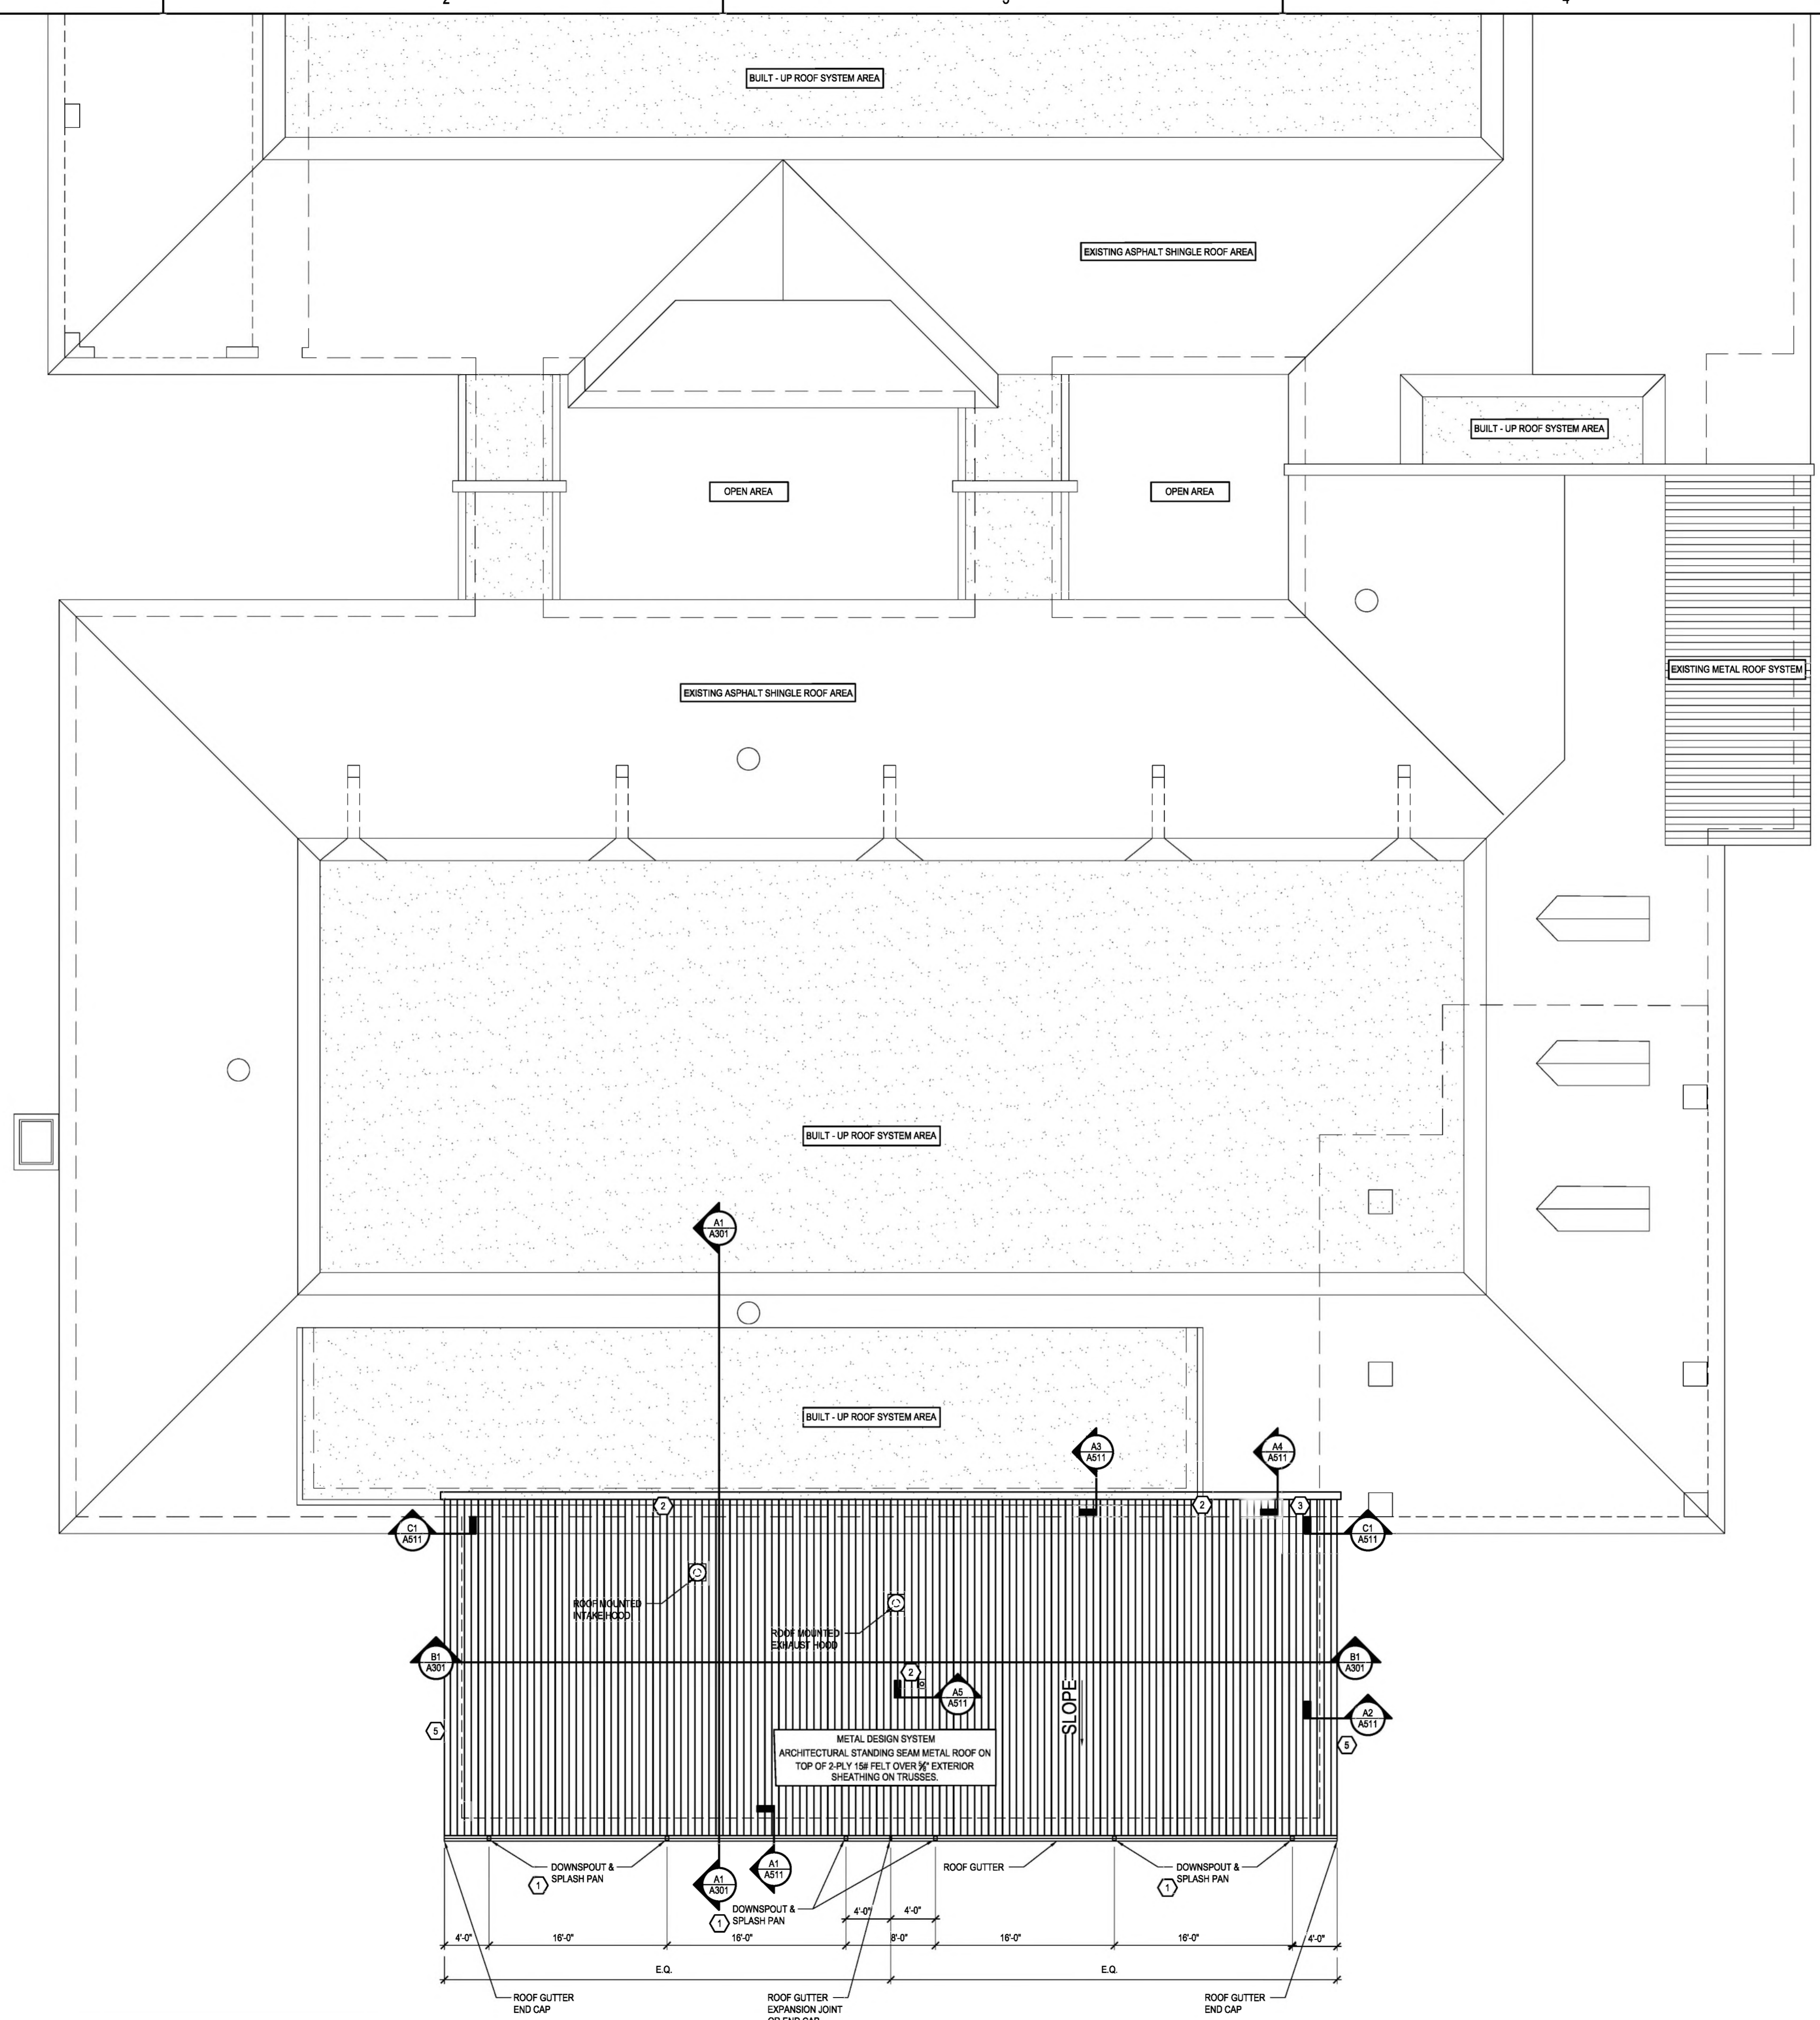 2
BUILT - UP ROOF SYSTEM AREA
EXISTING ASPHALT SHINGLE ROOF AREA
BUILT - UP ROOF SYSTEM AREA
OPEN AREA
OPEN AREA
EXISTING METAL ROOF SYSTEM
EXISTING ASPHALT SHINGLE ROOF AREA
BUILT - UP ROOF SYSTEM AREA
A1
A301
BUILT - UP ROOF SYSTEM AREA
A3
A511
A4
A511
2
2
3
C1
A511
C1
A511
ROOF MOUNTED
INTAKE HOOD
ROOF MOUNTED
EXHAUST HOOD
B1
A301
B1
A301
2
A5
A511
SLOPE
A2
A511
5
5
METAL DESIGN SYSTEM
ARCHITECTURAL STANDING SEAM METAL ROOF ON
TOP OF 2-PLY 15# FELT OVER ⅝" EXTERIOR
SHEATHING ON TRUSSES.
DOWNSPOUT &
SPLASH PAN
1
A1
A301
A1
A511
ROOF GUTTER
DOWNSPOUT &
SPLASH PAN
1
DOWNSPOUT &
SPLASH PAN
1
4'-0"
4'-0"
4'-0"
16'-0"
16'-0"
8'-0"
16'-0"
16'-0"
4'-0"
E.Q.
E.Q.
ROOF GUTTER
END CAP
ROOF GUTTER
EXPANSION JOINT
OR END CAP
ROOF GUTTER
END CAP